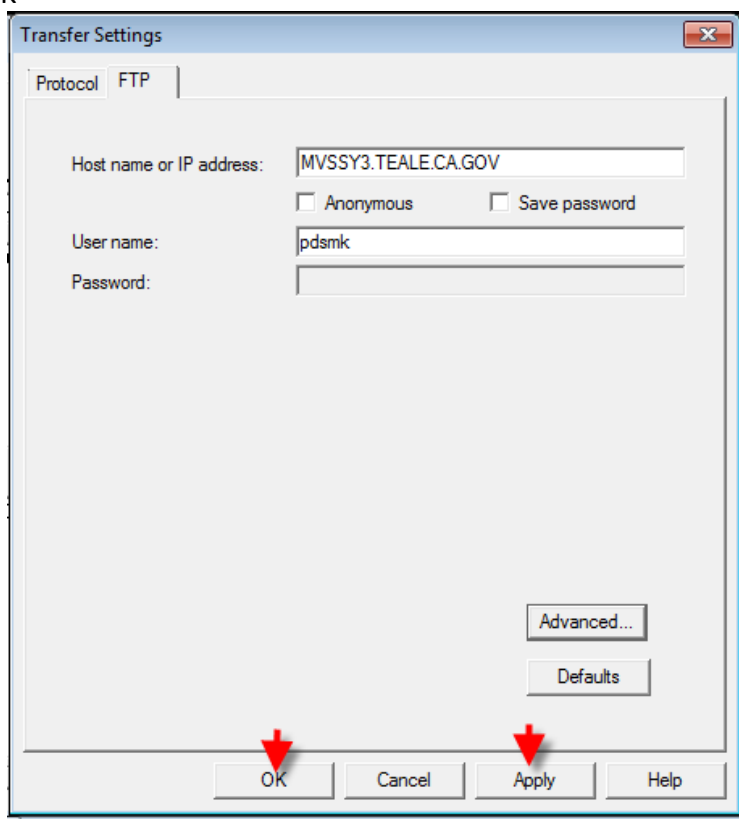 Transfer Settings
Protocol FTP
Host name or IP address: MVSSY3.TEALE.CA.GOV
Anonymous Save password
User name: pdsmk
Password:
Advanced...
Defaults
OK Cancel Apply Help